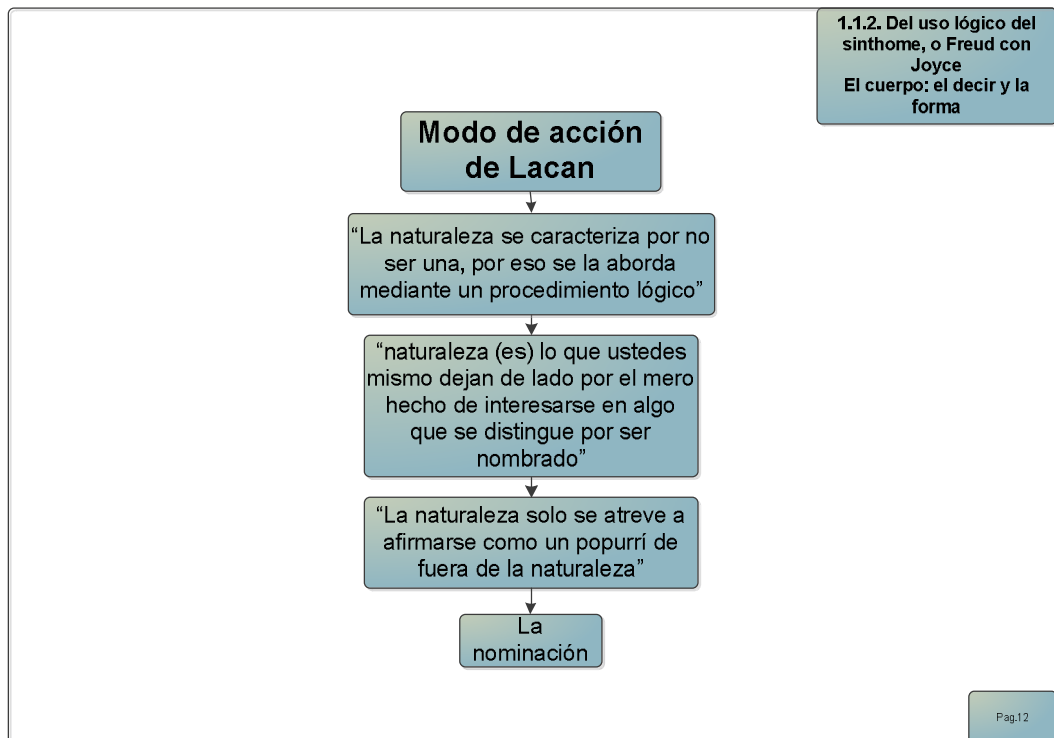 1.1.2. Del uso lógico del
sinthome, o Freud con
Joyce
El cuerpo: el decir y la
forma
Modo de acción
de Lacan
“La naturaleza se caracteriza por no
ser una, por eso se la aborda
mediante un procedimiento lógico”
“naturaleza (es) lo que ustedes
mismo dejan de lado por el mero
hecho de interesarse en algo
que se distingue por ser
nombrado”
“La naturaleza solo se atreve a
afirmarse como un popurrí de
fuera de la naturaleza”
La
nominación
Pag.12